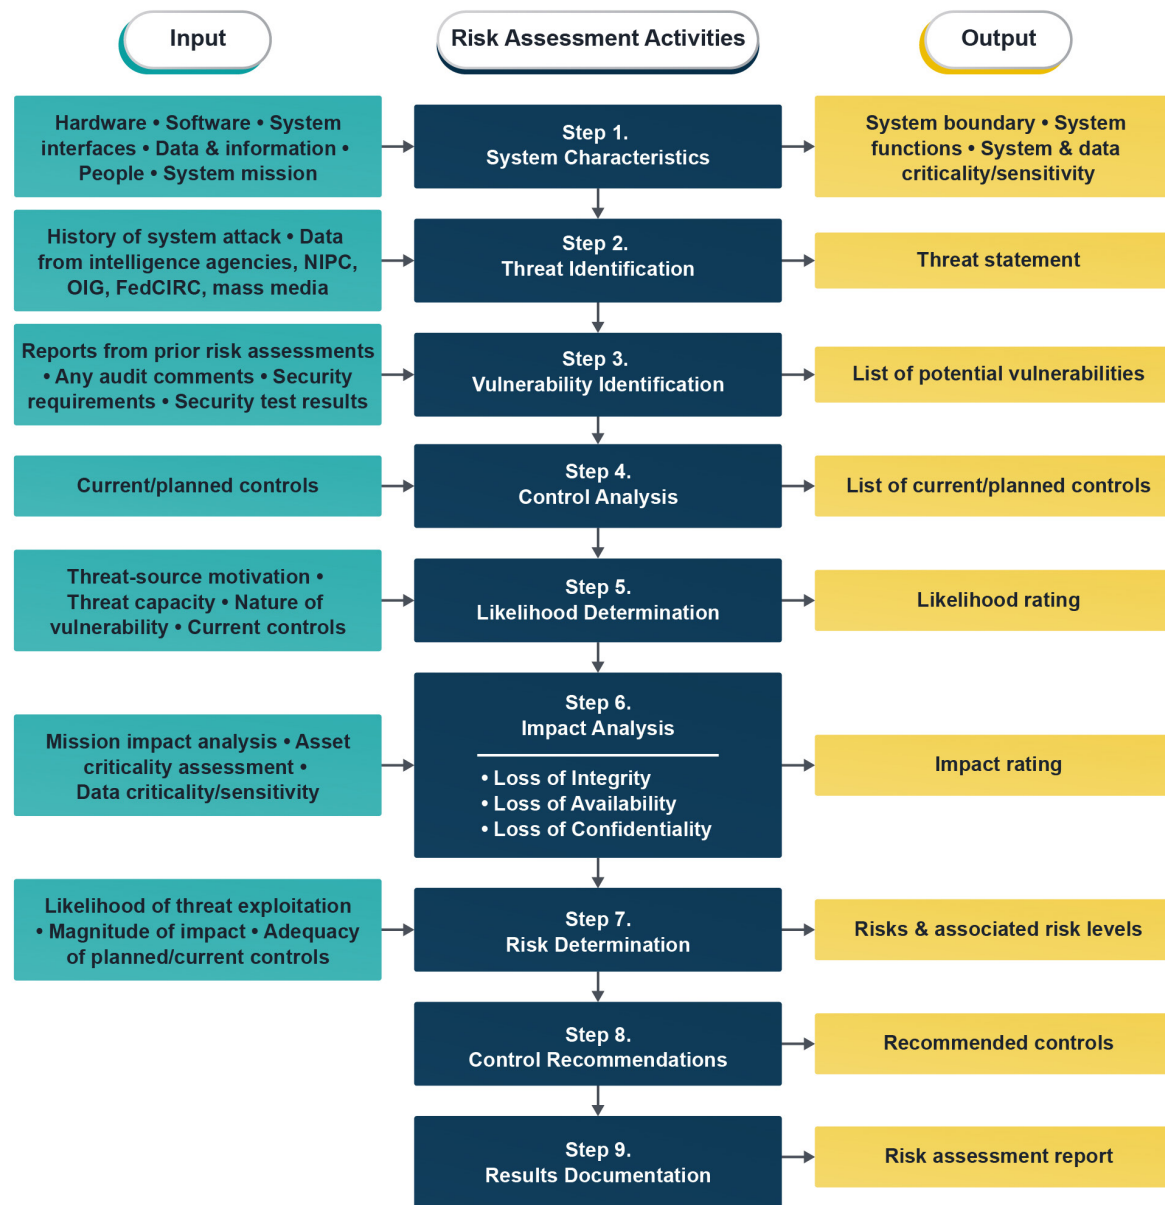 Input
Risk Assessment Activities
Output
Hardware • Software • System
interfaces • Data & information •
People • System mission
Step 1.
System Characteristics
System boundary • System
functions • System & data
criticality/sensitivity
History of system attack • Data
from intelligence agencies, NIPC,
OIG, FedCIRC, mass media
Step 2.
Threat Identification
Threat statement
Reports from prior risk assessments
• Any audit comments • Security
requirements • Security test results
Step 3.
Vulnerability Identification
List of potential vulnerabilities
Current/planned controls
Step 4.
Control Analysis
List of current/planned controls
Threat-source motivation •
Threat capacity • Nature of
vulnerability • Current controls
Step 5.
Likelihood Determination
Likelihood rating
Mission impact analysis • Asset
criticality assessment •
Data criticality/sensitivity
Step 6.
Impact Analysis
• Loss of Integrity
• Loss of Availability
• Loss of Confidentiality
Impact rating
Likelihood of threat exploitation
• Magnitude of impact • Adequacy
of planned/current controls
Step 7.
Risk Determination
Risks & associated risk levels
Step 8.
Control Recommendations
Recommended controls
Step 9.
Results Documentation
Risk assessment report